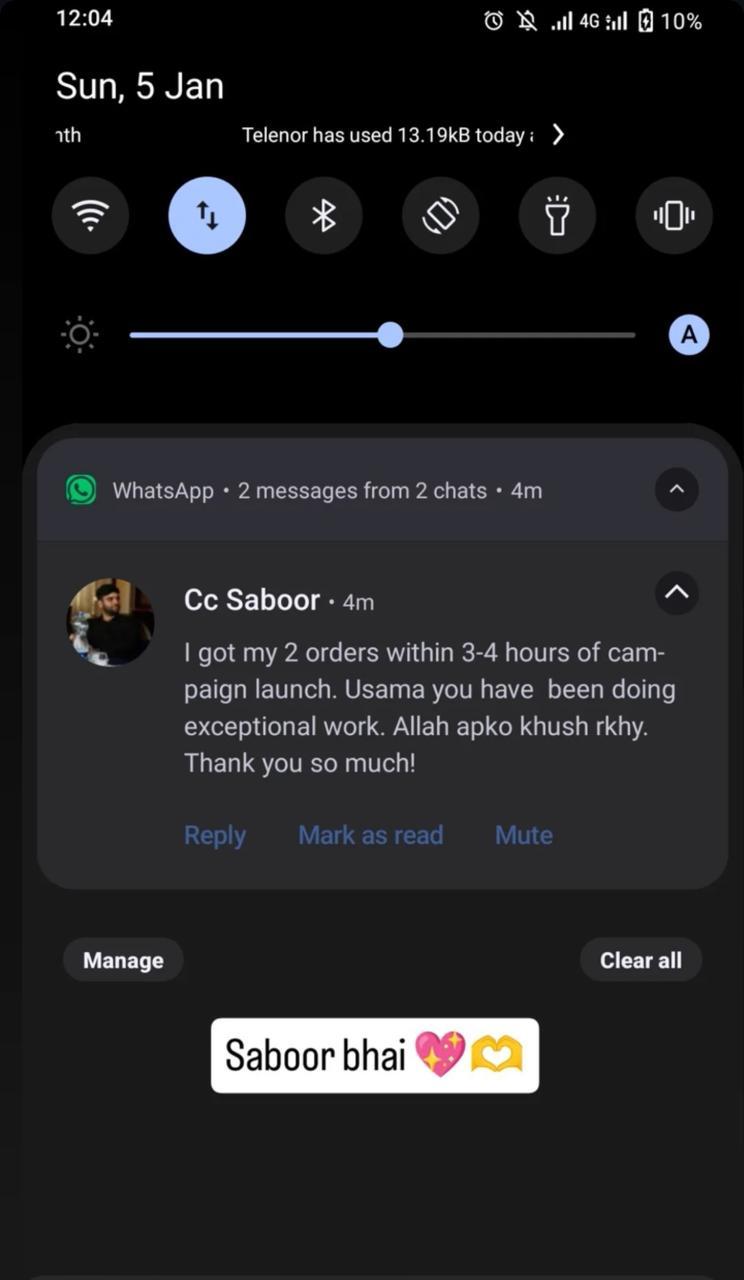 12:04
4G 10%
Sun, 5 Jan
nth Telenor has used 13.19kB today
A
WhatsApp • 2 messages from 2 chats • 4m
Cc Saboor • 4m
I got my 2 orders within 3-4 hours of cam-
paign launch. Usama you have  been doing
exceptional work. Allah apko khush rkhy.
Thank you so much!
Reply Mark as read Mute
Manage Clear all
Saboor bhai 💖🫶